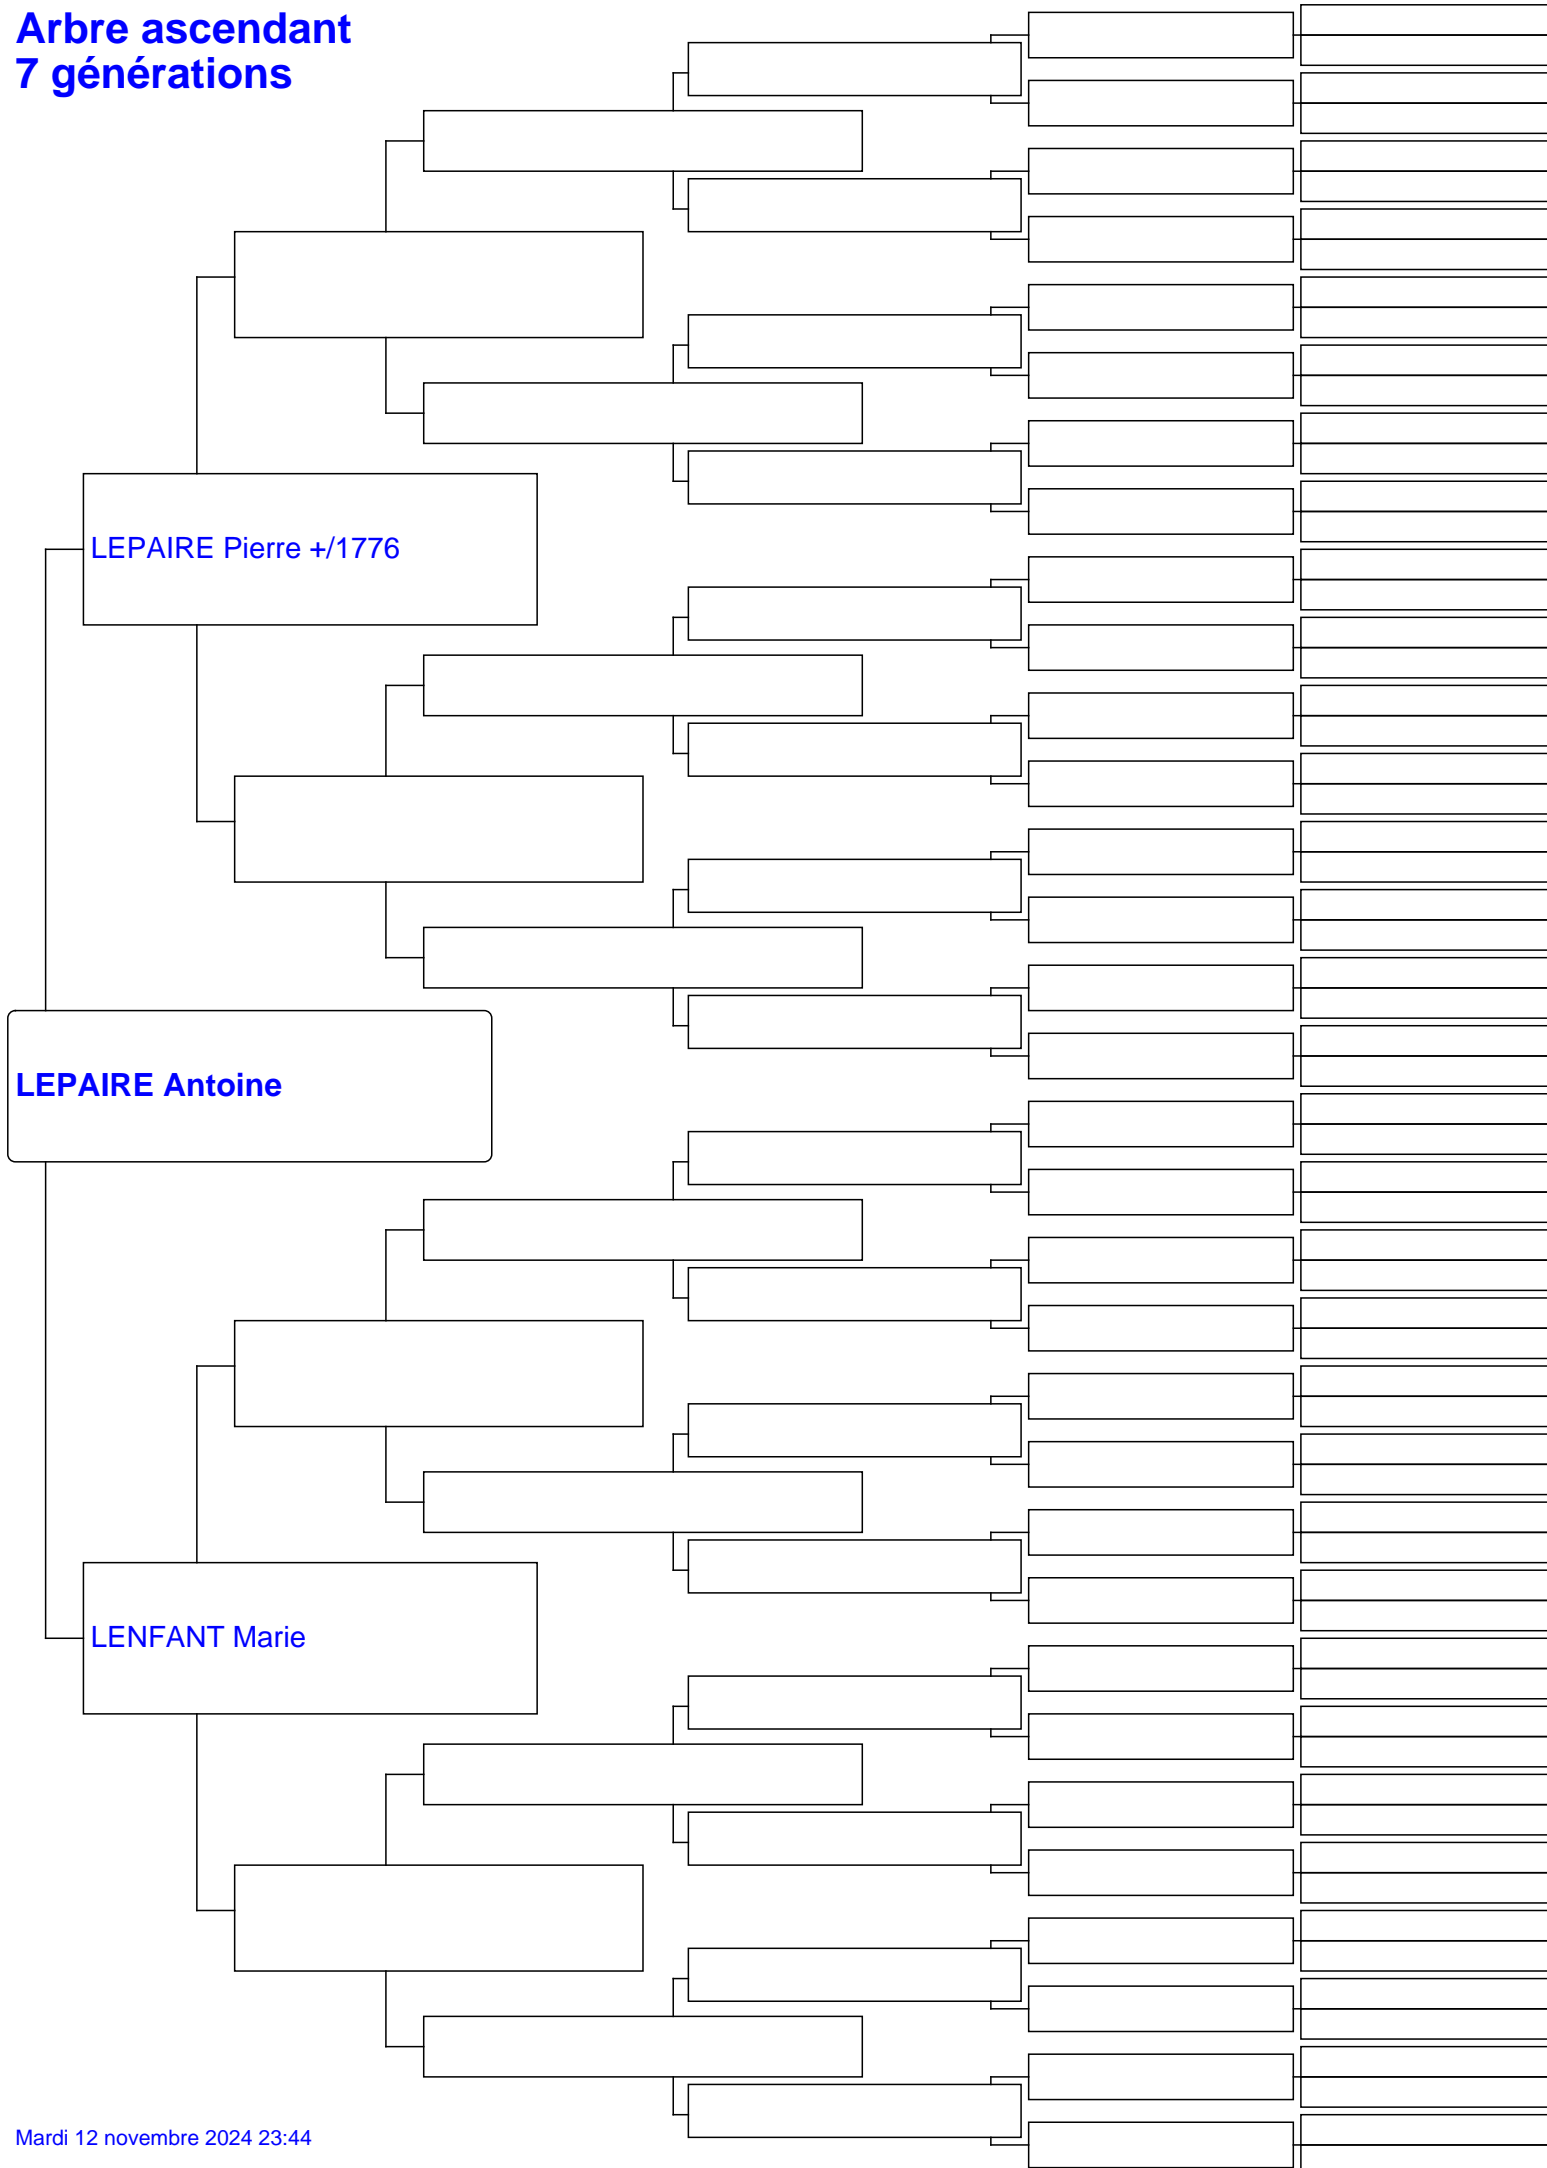 Arbre ascendant
7 générations
LEPAIRE Pierre +/1776
LEPAIRE Antoine
LENFANT Marie
Mardi 12 novembre 2024 23:44